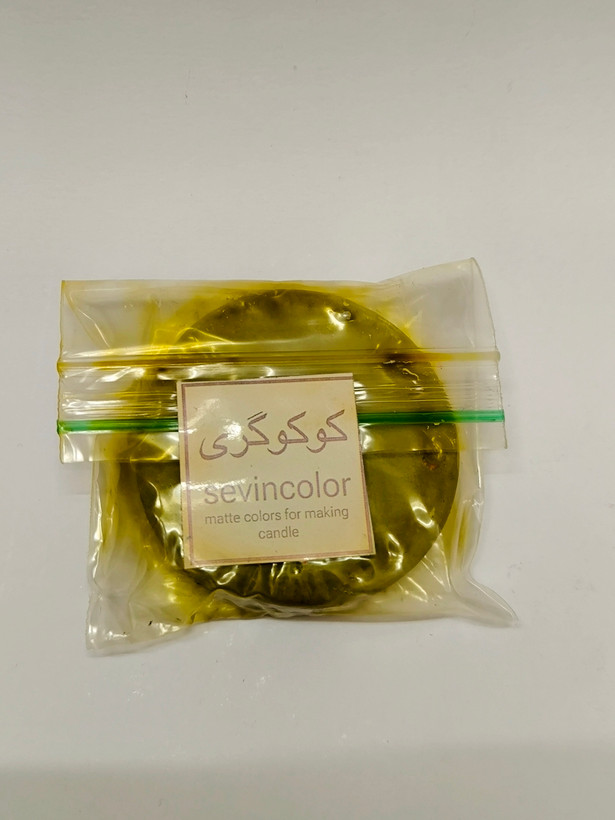 کوکوگری
sevincolor
matte colors for making
candle